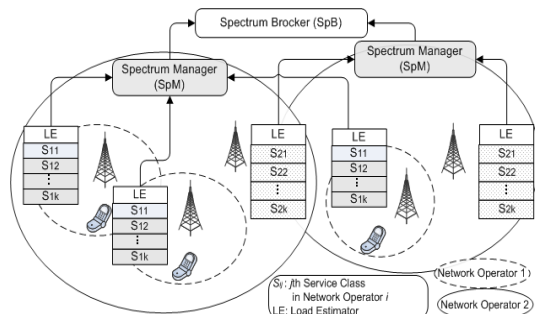 Spectrum Brocker (SpB)
Spectrum Manager
(SpM)
Spectrum Manager
(SpM)
LE
S11
S12
⋮
S1k
LE
S11
S12
⋮
S1k
LE
S21
S22
⋮
S2k
LE
S11
S12
⋮
S1k
LE
S21
S22
⋮
S2k
Sij : jth Service Class
in Network Operator i
LE: Load Estimator
Network Operator 1
Network Operator 2